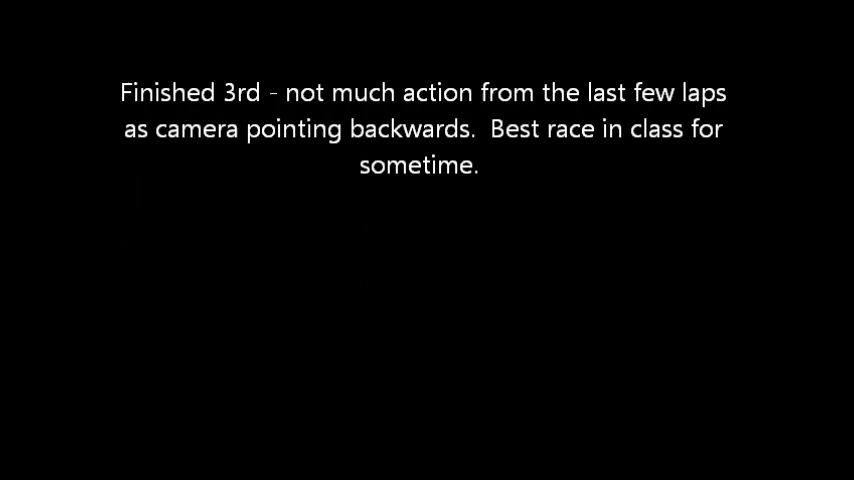 Finished 3rd - not much action from the last few laps
as camera pointing backwards.  Best race in class for
sometime.